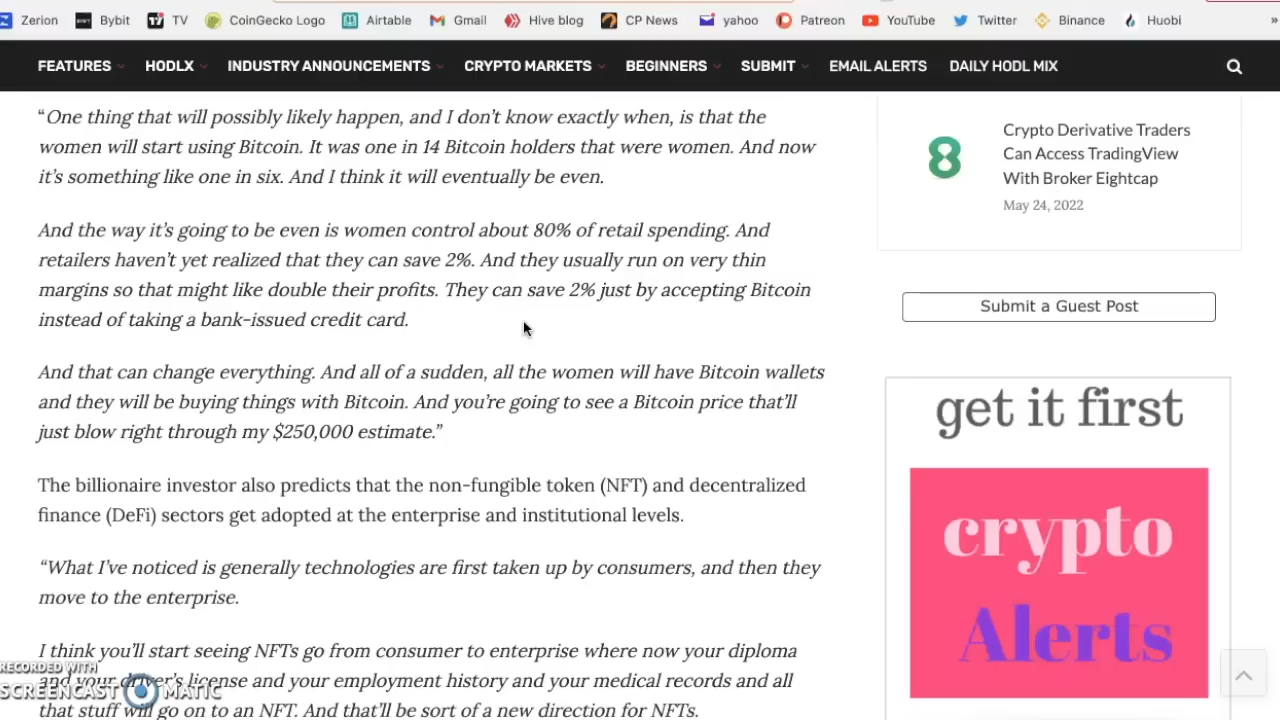 Zerion Bybit TV CoinGecko Logo Airtable Gmail Hive blog CP News yahoo Patreon YouTube Twitter Binance Huobi »
FEATURES HODLX INDUSTRY ANNOUNCEMENTS CRYPTO MARKETS BEGINNERS SUBMIT EMAIL ALERTS DAILY HODL MIX
“One thing that will possibly likely happen, and I don’t know exactly when, is that the
women will start using Bitcoin. It was one in 14 Bitcoin holders that were women. And now
it’s something like one in six. And I think it will eventually be even.
And the way it’s going to be even is women control about 80% of retail spending. And
retailers haven’t yet realized that they can save 2%. And they usually run on very thin
margins so that might like double their profits. They can save 2% just by accepting Bitcoin
instead of taking a bank-issued credit card.
And that can change everything. And all of a sudden, all the women will have Bitcoin wallets
and they will be buying things with Bitcoin. And you’re going to see a Bitcoin price that’ll
just blow right through my $250,000 estimate.”
The billionaire investor also predicts that the non-fungible token (NFT) and decentralized
finance (DeFi) sectors get adopted at the enterprise and institutional levels.
“What I’ve noticed is generally technologies are first taken up by consumers, and then they
move to the enterprise.
I think you’ll start seeing NFTs go from consumer to enterprise where now your diploma
and your driver’s license and your employment history and your medical records and all
that stuff will go on to an NFT. And that’ll be sort of a new direction for NFTs.
Crypto Derivative Traders
Can Access TradingView
With Broker Eightcap
May 24, 2022
Submit a Guest Post
get it first
crypto
Alerts
RECORDED WITH
SCREENCAST MATIC